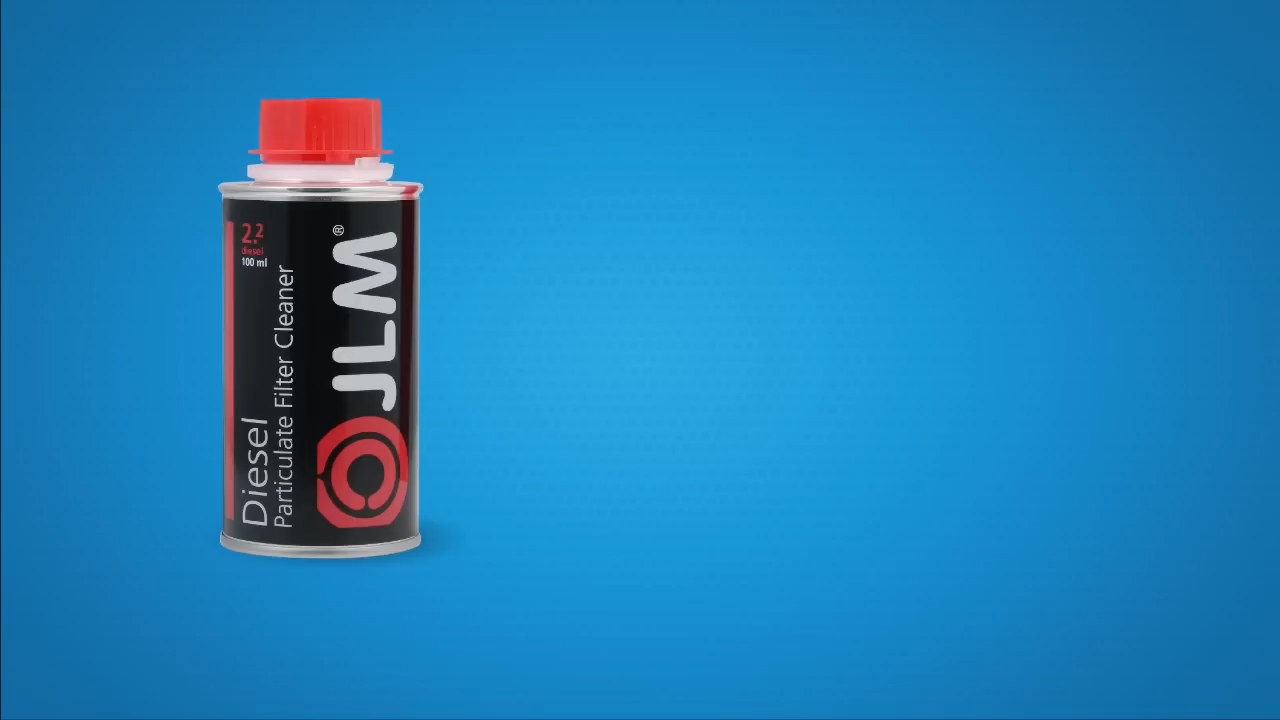 2.2
diesel
100 ml
Diesel
Particulate Filter Cleaner
JLM®